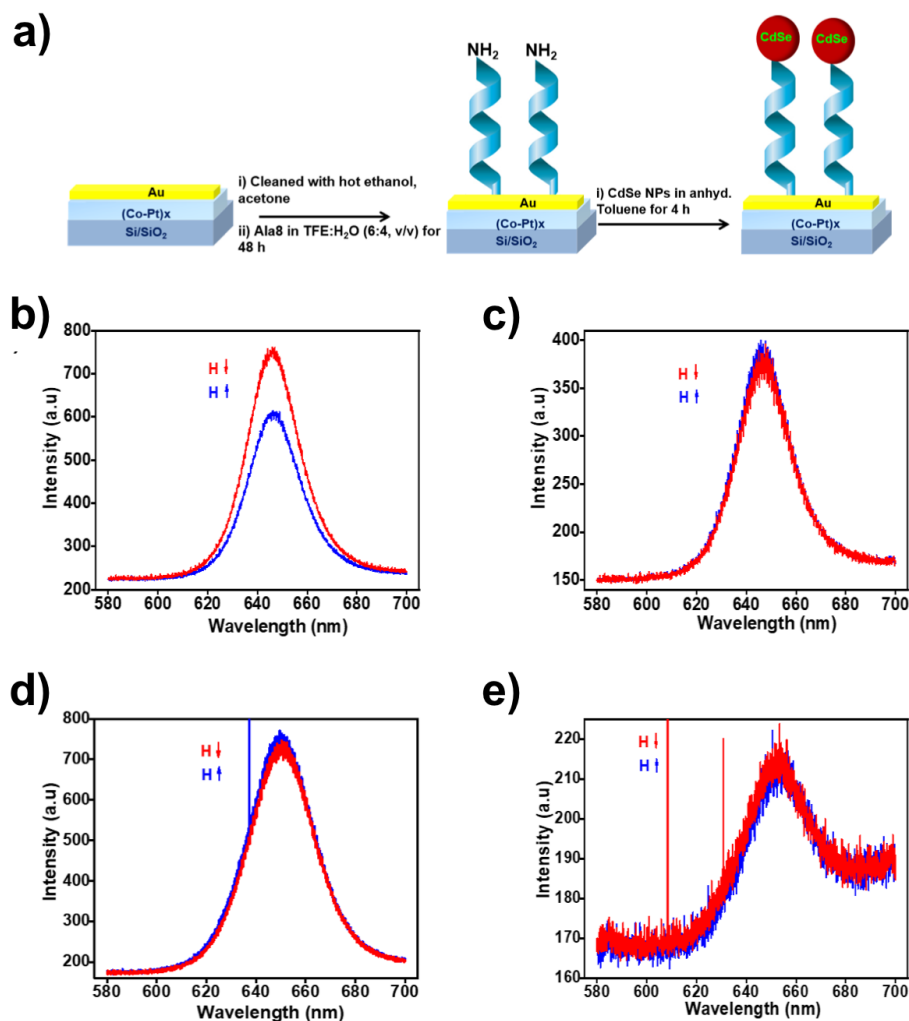 a)
NH2 NH2
CdSe CdSe
Au
(Co-Pt)x
Si/SiO2
i) Cleaned with hot ethanol,
acetone
ii) Ala8 in TFE:H2O (6:4, v/v) for
48 h
Au
(Co-Pt)x
Si/SiO2
i) CdSe NPs in anhyd.
Toluene for 4 h
Au
(Co-Pt)x
Si/SiO2
b)
800
700
600
500
400
300
200
Intensity (a.u)
H↓
H↑
580 600 620 640 660 680 700
Wavelength (nm)
c)
400
350
300
250
200
150
Intensity (a.u)
H↓
H↑
580 600 620 640 660 680 700
Wavelength (nm)
d)
800
700
600
500
400
300
200
Intensity (a.u)
H↓
H↑
580 600 620 640 660 680 700
Wavelength (nm)
e)
220
210
200
190
180
170
160
Intensity (a.u)
H↓
H↑
580 600 620 640 660 680 700
Wavelength (nm)